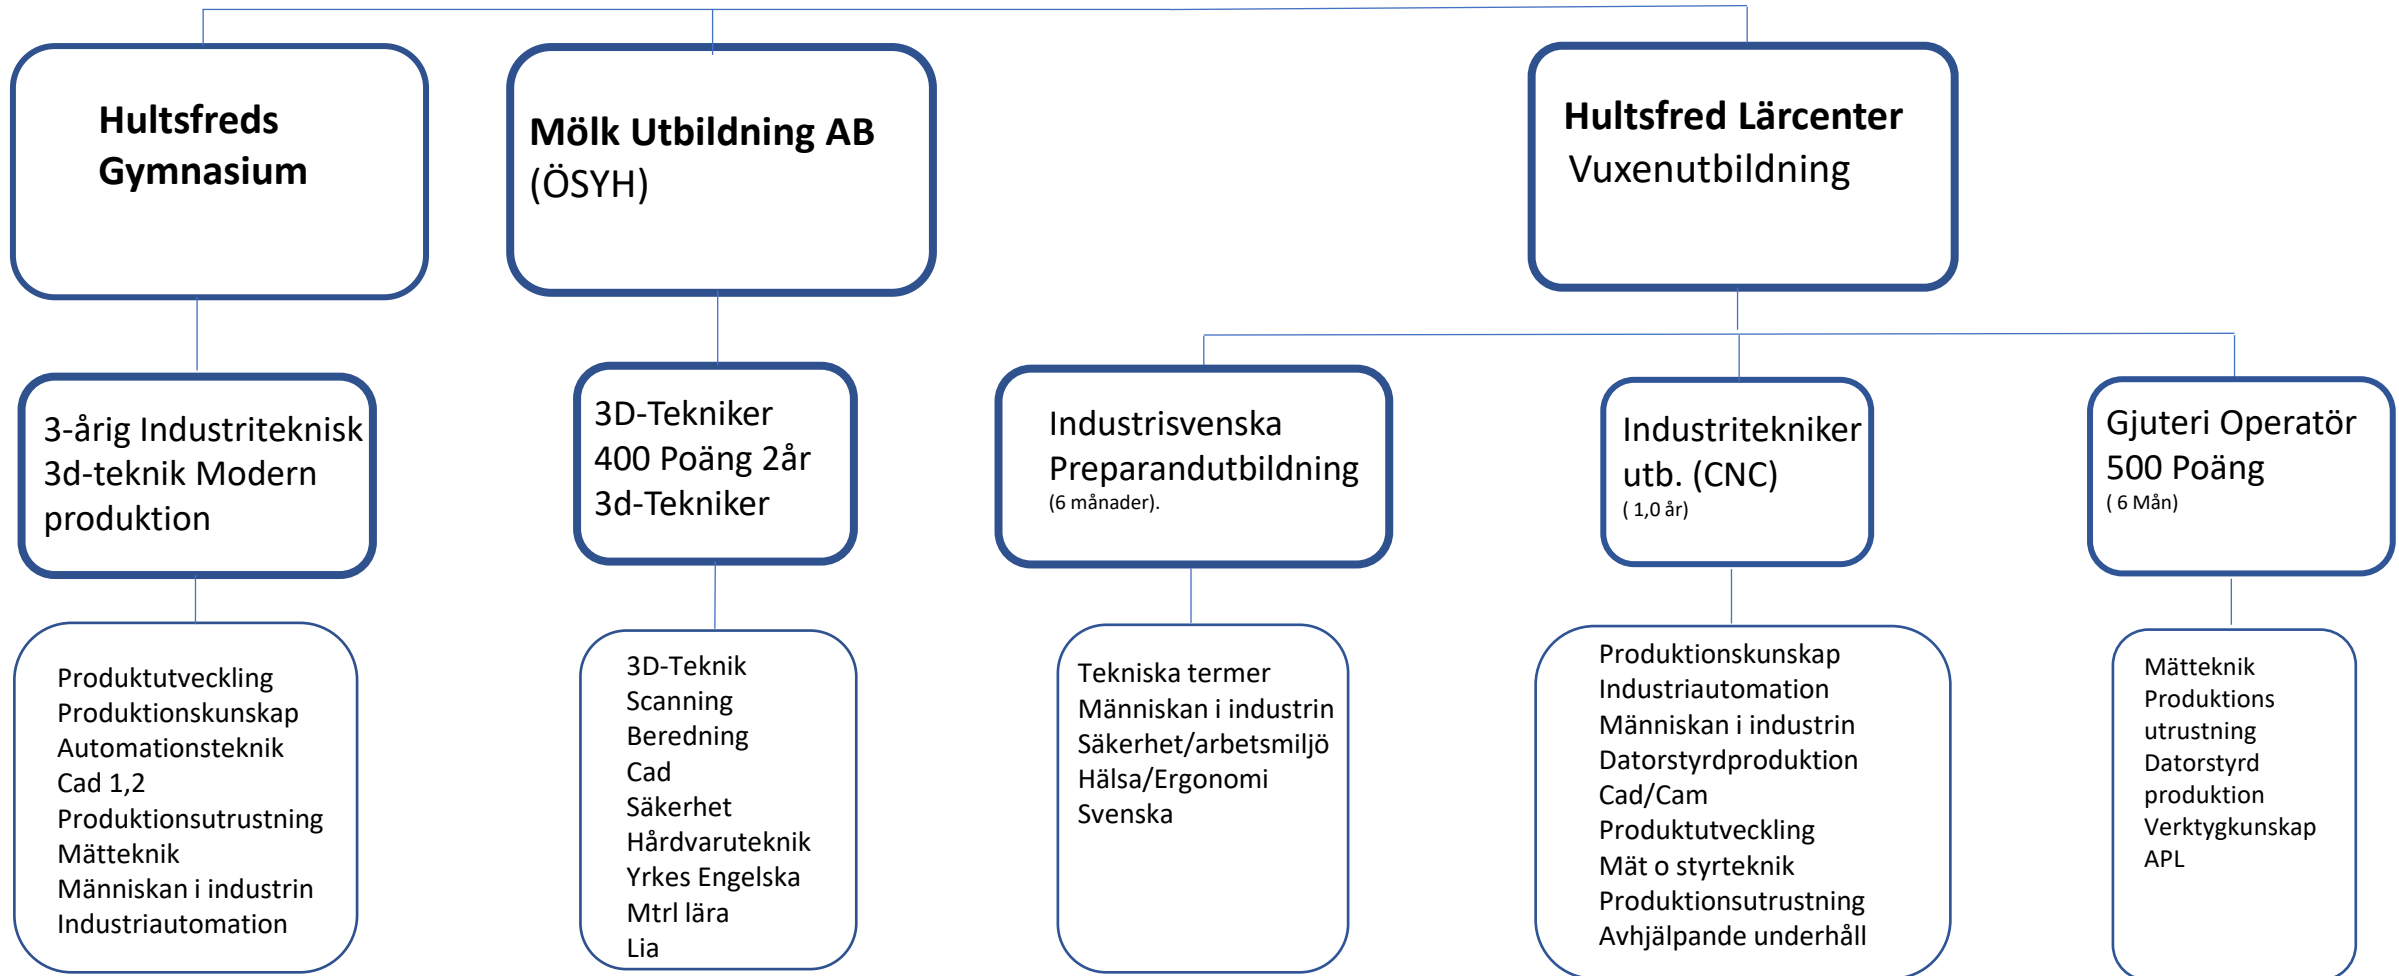 Hultsfreds
Gymnasium
Mölk Utbildning AB
(ÖSYH)
Hultsfred Lärcenter
Vuxenutbildning
3-årig Industriteknisk
3d-teknik Modern
produktion
3D-Tekniker
400 Poäng 2år
3d-Tekniker
Industrisvenska
Preparandutbildning
(6 månader).
Industritekniker
utb. (CNC)
( 1,0 år)
Gjuteri Operatör
500 Poäng
( 6 Mån)
Produktutveckling
Produktionskunskap
Automationsteknik
Cad 1,2
Produktionsutrustning
Mätteknik
Människan i industrin
Industriautomation
3D-Teknik
Scanning
Beredning
Cad
Säkerhet
Hårdvaruteknik
Yrkes Engelska
Mtrl lära
Lia
Tekniska termer
Människan i industrin
Säkerhet/arbetsmiljö
Hälsa/Ergonomi
Svenska
Produktionskunskap
Industriautomation
Människan i industrin
Datorstyrdproduktion
Cad/Cam
Produktutveckling
Mät o styrteknik
Produktionsutrustning
Avhjälpande underhåll
Mätteknik
Produktions
utrustning
Datorstyrd
produktion
Verktygkunskap
APL